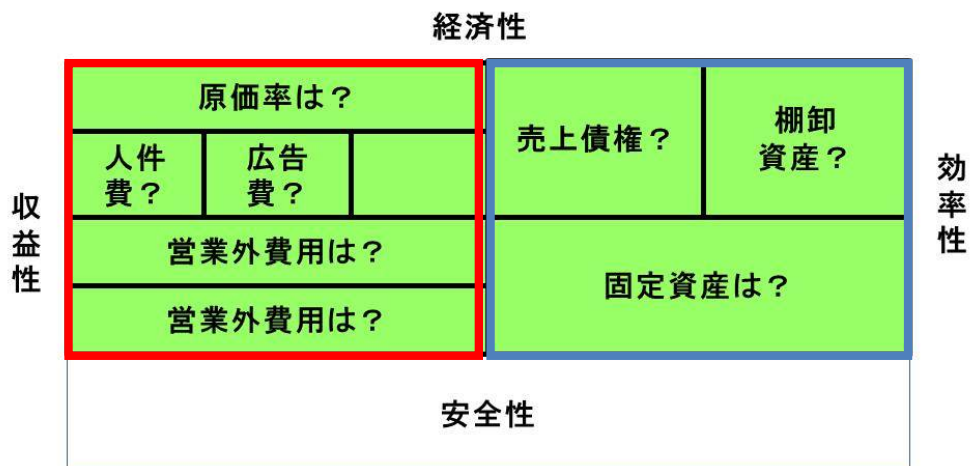 経済性
原価率は？
人件
費？
広告
費？
営業外費用は？
営業外費用は？
売上債権？
棚卸
資産？
固定資産は？
収益性
効率性
安全性